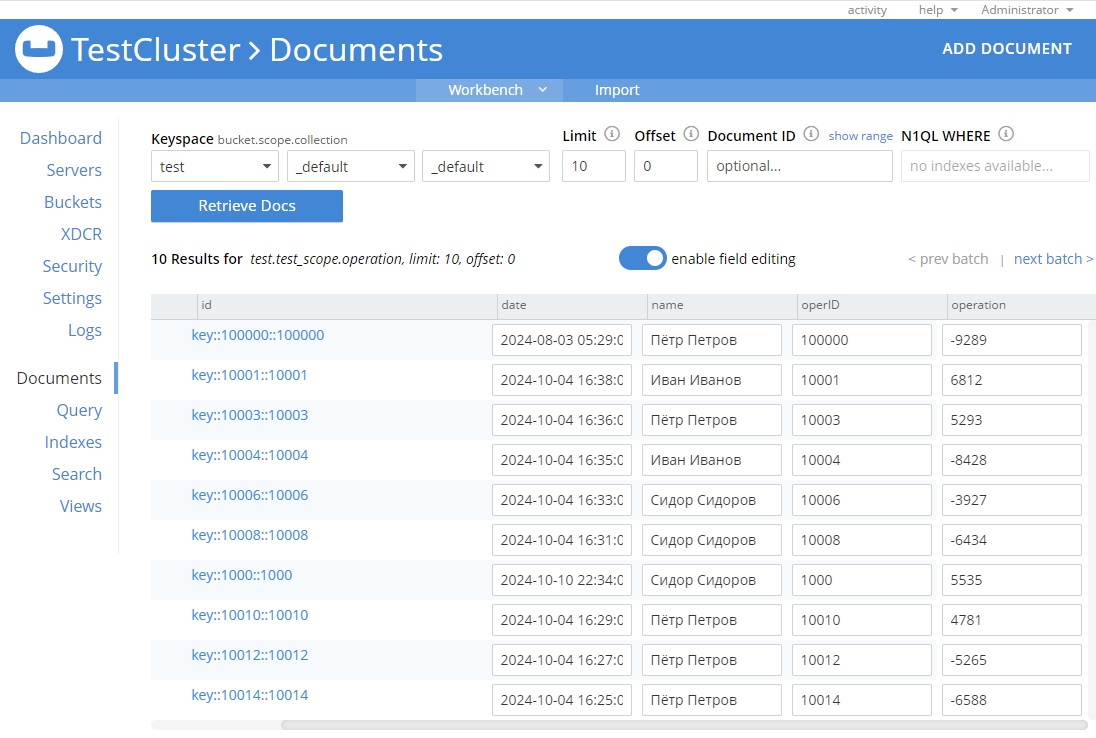 activity help Administrator
TestCluster > Documents ADD DOCUMENT
Workbench Import
Dashboard
Servers
Buckets
XDCR
Security
Settings
Logs
Documents
Query
Indexes
Search
Views
Keyspace bucket.scope.collection Limit Offset Document ID show range N1QL WHERE
test _default _default 10 0 optional... no indexes available...
Retrieve Docs
10 Results for test.test_scope.operation, limit: 10, offset: 0 enable field editing < prev batch | next batch >
id date name operID operation
key::100000::100000 2024-08-03 05:29:0 Пётр Петров 100000 -9289
key::10001::10001 2024-10-04 16:38:0 Иван Иванов 10001 6812
key::10003::10003 2024-10-04 16:36:0 Пётр Петров 10003 5293
key::10004::10004 2024-10-04 16:35:0 Иван Иванов 10004 -8428
key::10006::10006 2024-10-04 16:33:0 Сидор Сидоров 10006 -3927
key::10008::10008 2024-10-04 16:31:0 Сидор Сидоров 10008 -6434
key::1000::1000 2024-10-10 22:34:0 Сидор Сидоров 1000 5535
key::10010::10010 2024-10-04 16:29:0 Пётр Петров 10010 4781
key::10012::10012 2024-10-04 16:27:0 Пётр Петров 10012 -5265
key::10014::10014 2024-10-04 16:25:0 Пётр Петров 10014 -6588